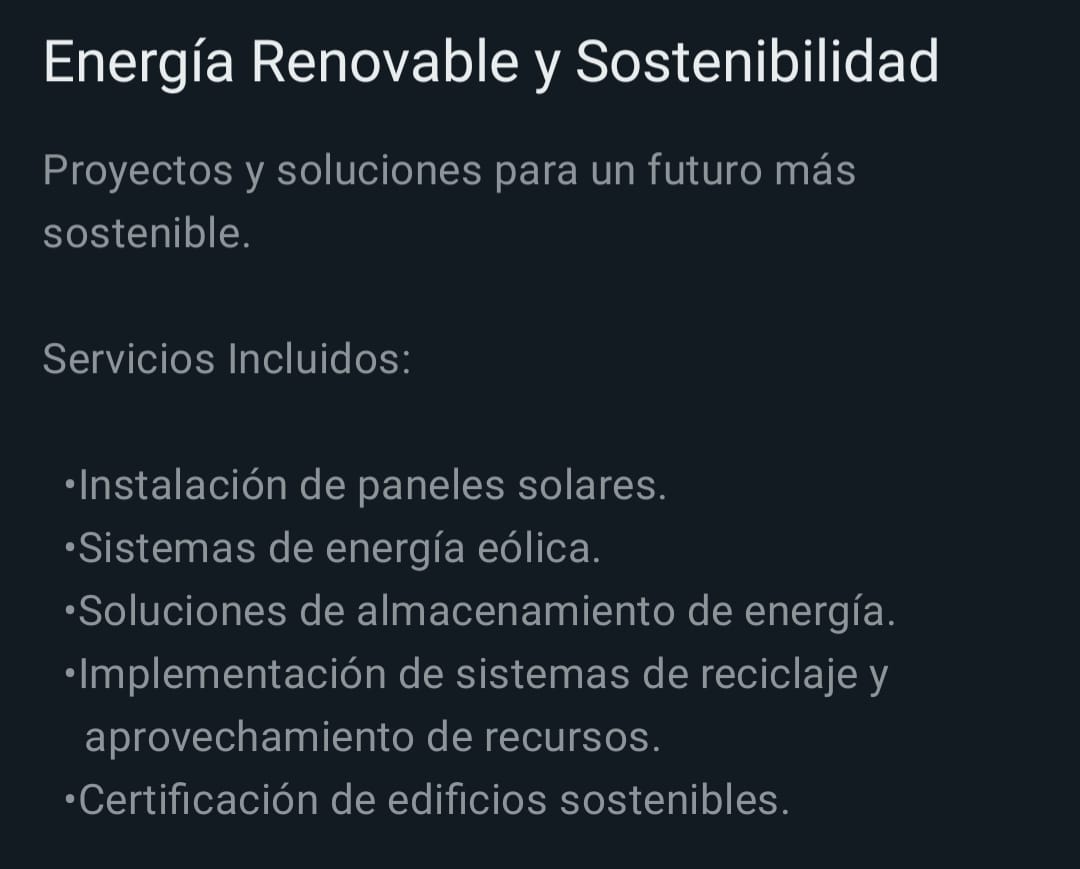 Energía Renovable y Sostenibilidad
Proyectos y soluciones para un futuro más
sostenible.
Servicios Incluidos:
•Instalación de paneles solares.
•Sistemas de energía eólica.
•Soluciones de almacenamiento de energía.
•Implementación de sistemas de reciclaje y
aprovechamiento de recursos.
•Certificación de edificios sostenibles.